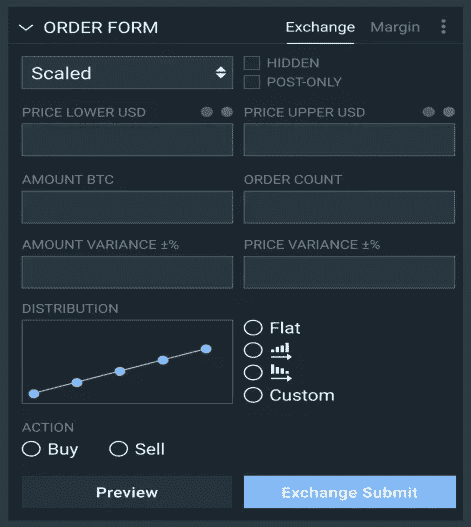 ORDER FORM Exchange Margin
Scaled
HIDDEN
POST-ONLY
PRICE LOWER USD PRICE UPPER USD
AMOUNT BTC ORDER COUNT
AMOUNT VARIANCE ±% PRICE VARIANCE ±%
DISTRIBUTION
Flat
Custom
ACTION
Buy Sell
Preview Exchange Submit